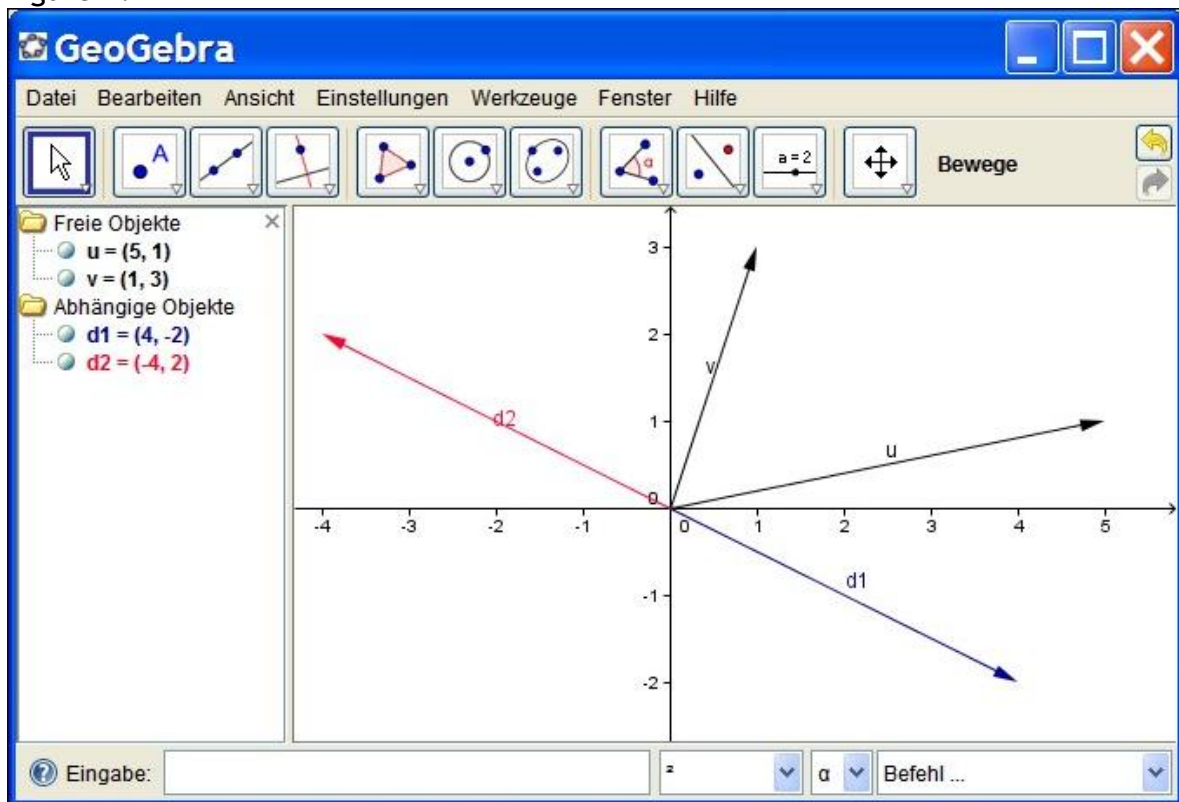 GeoGebra
Datei Bearbeiten Ansicht Einstellungen Werkzeuge Fenster Hilfe
A α a = 2 Bewege
Freie Objekte
u = (5, 1)
v = (1, 3)
Abhängige Objekte
d1 = (4, -2)
d2 = (-4, 2)
3
2
v
d2
1
u
0
-4 -3 -2 -1 0 1 2 3 4 5
d1
-1
-2
Eingabe: ² α Befehl ...